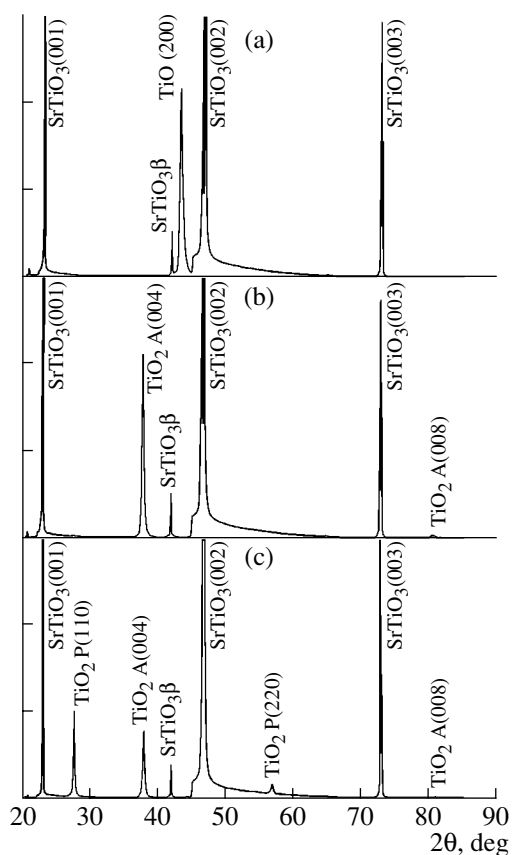 (a)
SrTiO3(001)
SrTiO3β
TiO (200)
SrTiO3(002)
SrTiO3(003)
(b)
SrTiO3(001)
TiO2 A(004)
SrTiO3β
SrTiO3(002)
SrTiO3(003)
TiO2 A(008)
(c)
SrTiO3(001)
TiO2 P(110)
TiO2 A(004)
SrTiO3β
SrTiO3(002)
TiO2 P(220)
SrTiO3(003)
TiO2 A(008)
20 30 40 50 60 70 80 90
2θ, deg